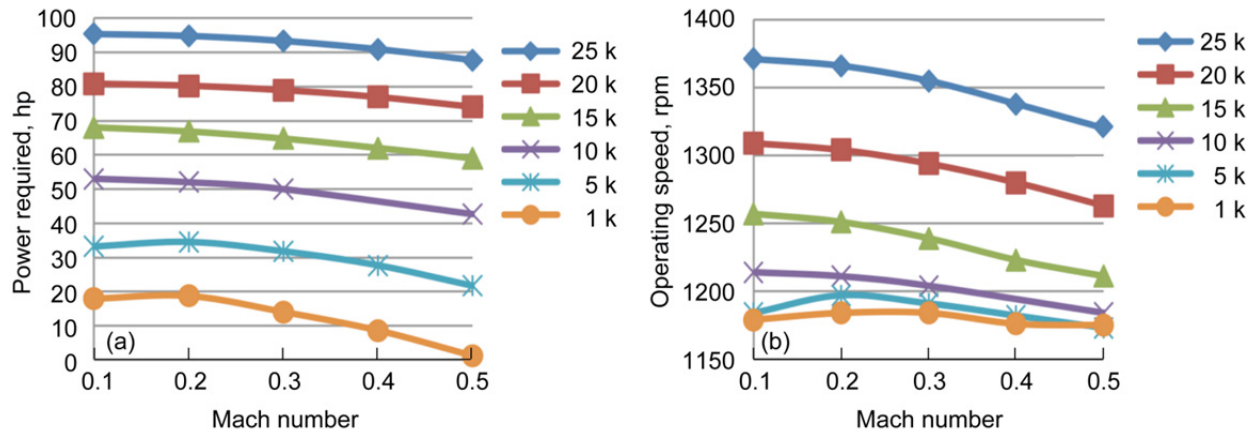 Power required, hp
100
90
80
70
60
50
40
30
20
10
0
(a)
0.1 0.2 0.3 0.4 0.5
Mach number
25 k
20 k
15 k
10 k
5 k
1 k
Operating speed, rpm
1400
1350
1300
1250
1200
1150
(b)
0.1 0.2 0.3 0.4 0.5
Mach number
25 k
20 k
15 k
10 k
5 k
1 k